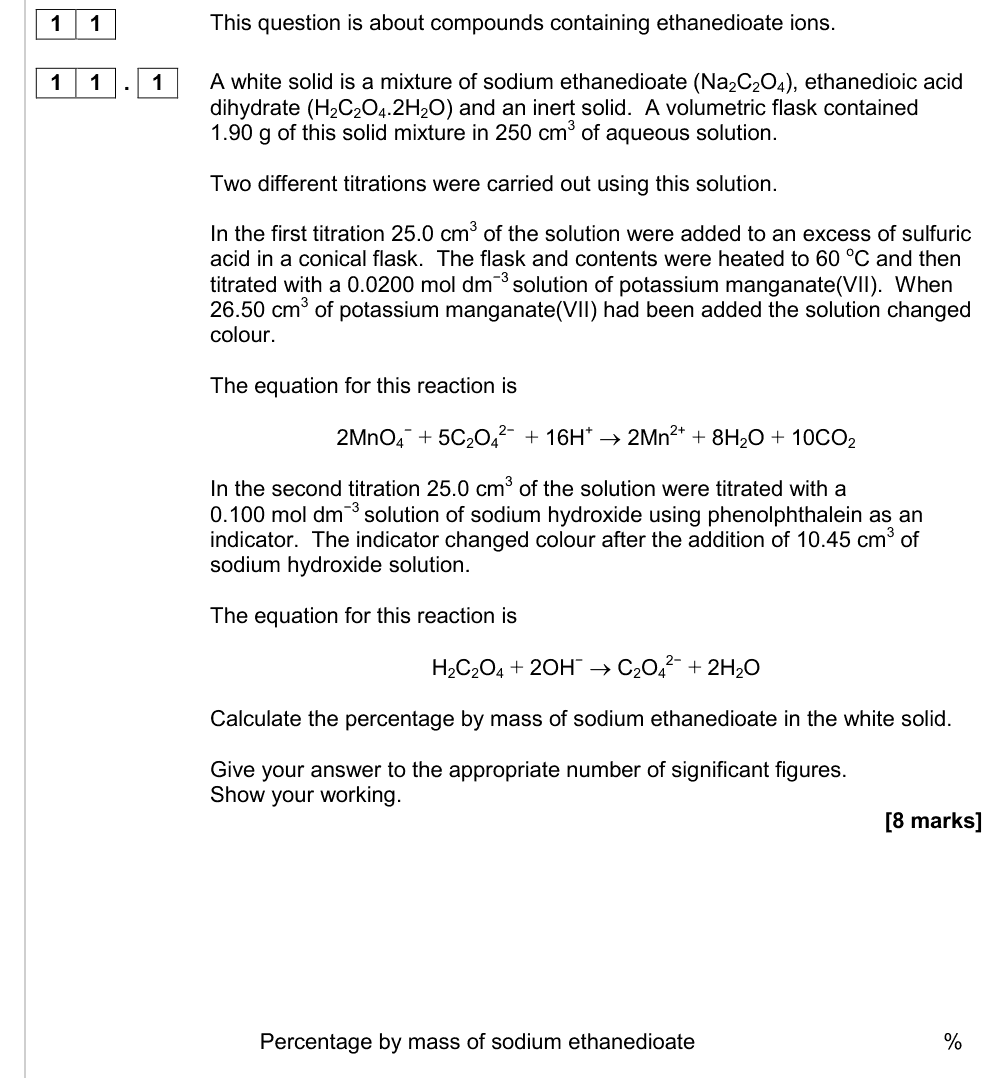 1 1 This question is about compounds containing ethanedioate ions.
1 1 . 1 A white solid is a mixture of sodium ethanedioate (Na₂C₂O₄), ethanedioic acid
dihydrate (H₂C₂O₄.2H₂O) and an inert solid. A volumetric flask contained
1.90 g of this solid mixture in 250 cm³ of aqueous solution.
Two different titrations were carried out using this solution.
In the first titration 25.0 cm³ of the solution were added to an excess of sulfuric
acid in a conical flask. The flask and contents were heated to 60 °C and then
titrated with a 0.0200 mol dm⁻³ solution of potassium manganate(VII). When
26.50 cm³ of potassium manganate(VII) had been added the solution changed
colour.
The equation for this reaction is
2MnO₄⁻ + 5C₂O₄²⁻ + 16H⁺ → 2Mn²⁺ + 8H₂O + 10CO₂
In the second titration 25.0 cm³ of the solution were titrated with a
0.100 mol dm⁻³ solution of sodium hydroxide using phenolphthalein as an
indicator. The indicator changed colour after the addition of 10.45 cm³ of
sodium hydroxide solution.
The equation for this reaction is
H₂C₂O₄ + 2OH⁻ → C₂O₄²⁻ + 2H₂O
Calculate the percentage by mass of sodium ethanedioate in the white solid.
Give your answer to the appropriate number of significant figures.
Show your working.
[8 marks]
Percentage by mass of sodium ethanedioate %